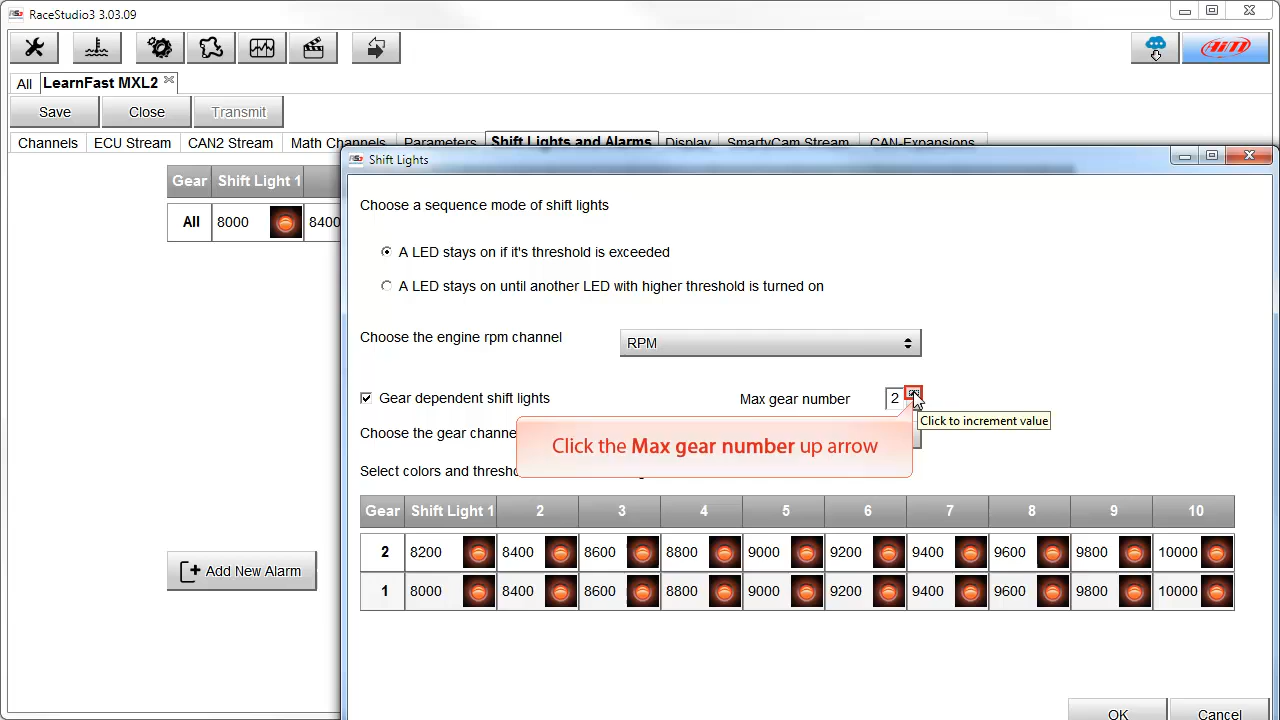 RaceStudio3 3.03.09
AiM
All LearnFast MXL2
Save Close Transmit
Channels ECU Stream CAN2 Stream Math Channels Parameters Shift Lights and Alarms Display SmartyCam Stream CAN-Expansions
Shift Lights
Gear Shift Light 1
All 8000 8400
Add New Alarm
Choose a sequence mode of shift lights
A LED stays on if it's threshold is exceeded
A LED stays on until another LED with higher threshold is turned on
Choose the engine rpm channel RPM
Gear dependent shift lights Max gear number 2
Click to increment value
Choose the gear channel
Click the Max gear number up arrow
Select colors and thresho
Gear Shift Light 1 2 3 4 5 6 7 8 9 10
2 8200 8400 8600 8800 9000 9200 9400 9600 9800 10000
1 8000 8400 8600 8800 9000 9200 9400 9600 9800 10000
OK Cancel